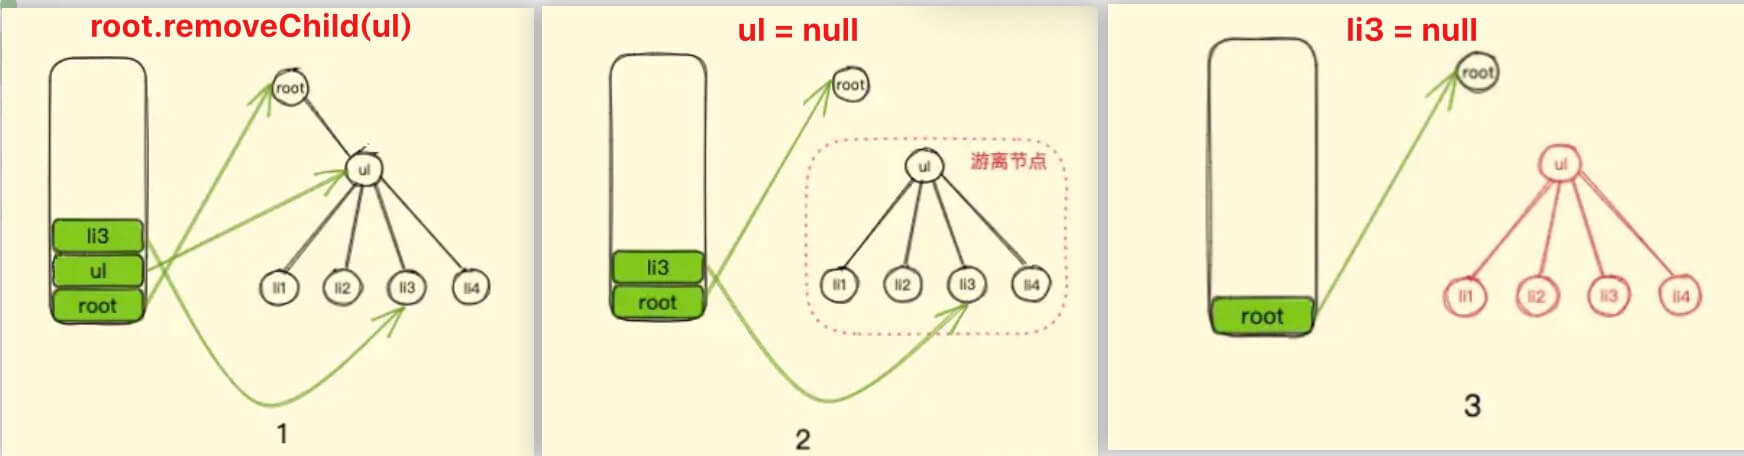 root.removeChild(ul)
root
ul
li3
ul
root
li1
li2
li3
li4
1
ul = null
root
ul
游离节点
li3
root
li1
li2
li3
li4
2
li3 = null
root
ul
li1
li2
li3
li4
root
3